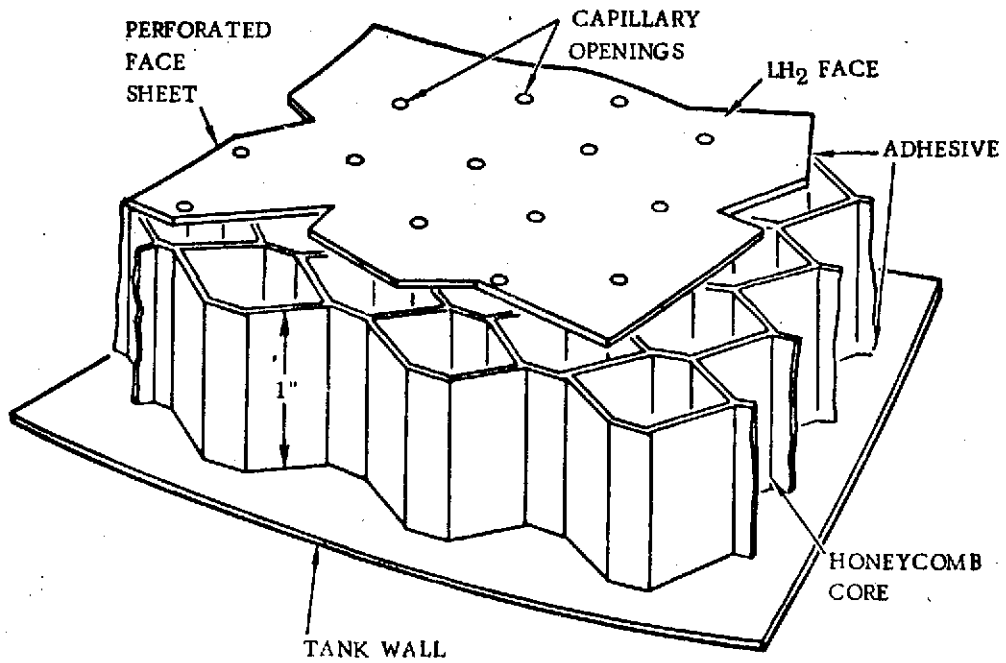 PERFORATED
FACE
SHEET
CAPILLARY
OPENINGS
LH2 FACE
ADHESIVE
1"
HONEYCOMB
CORE
TANK WALL